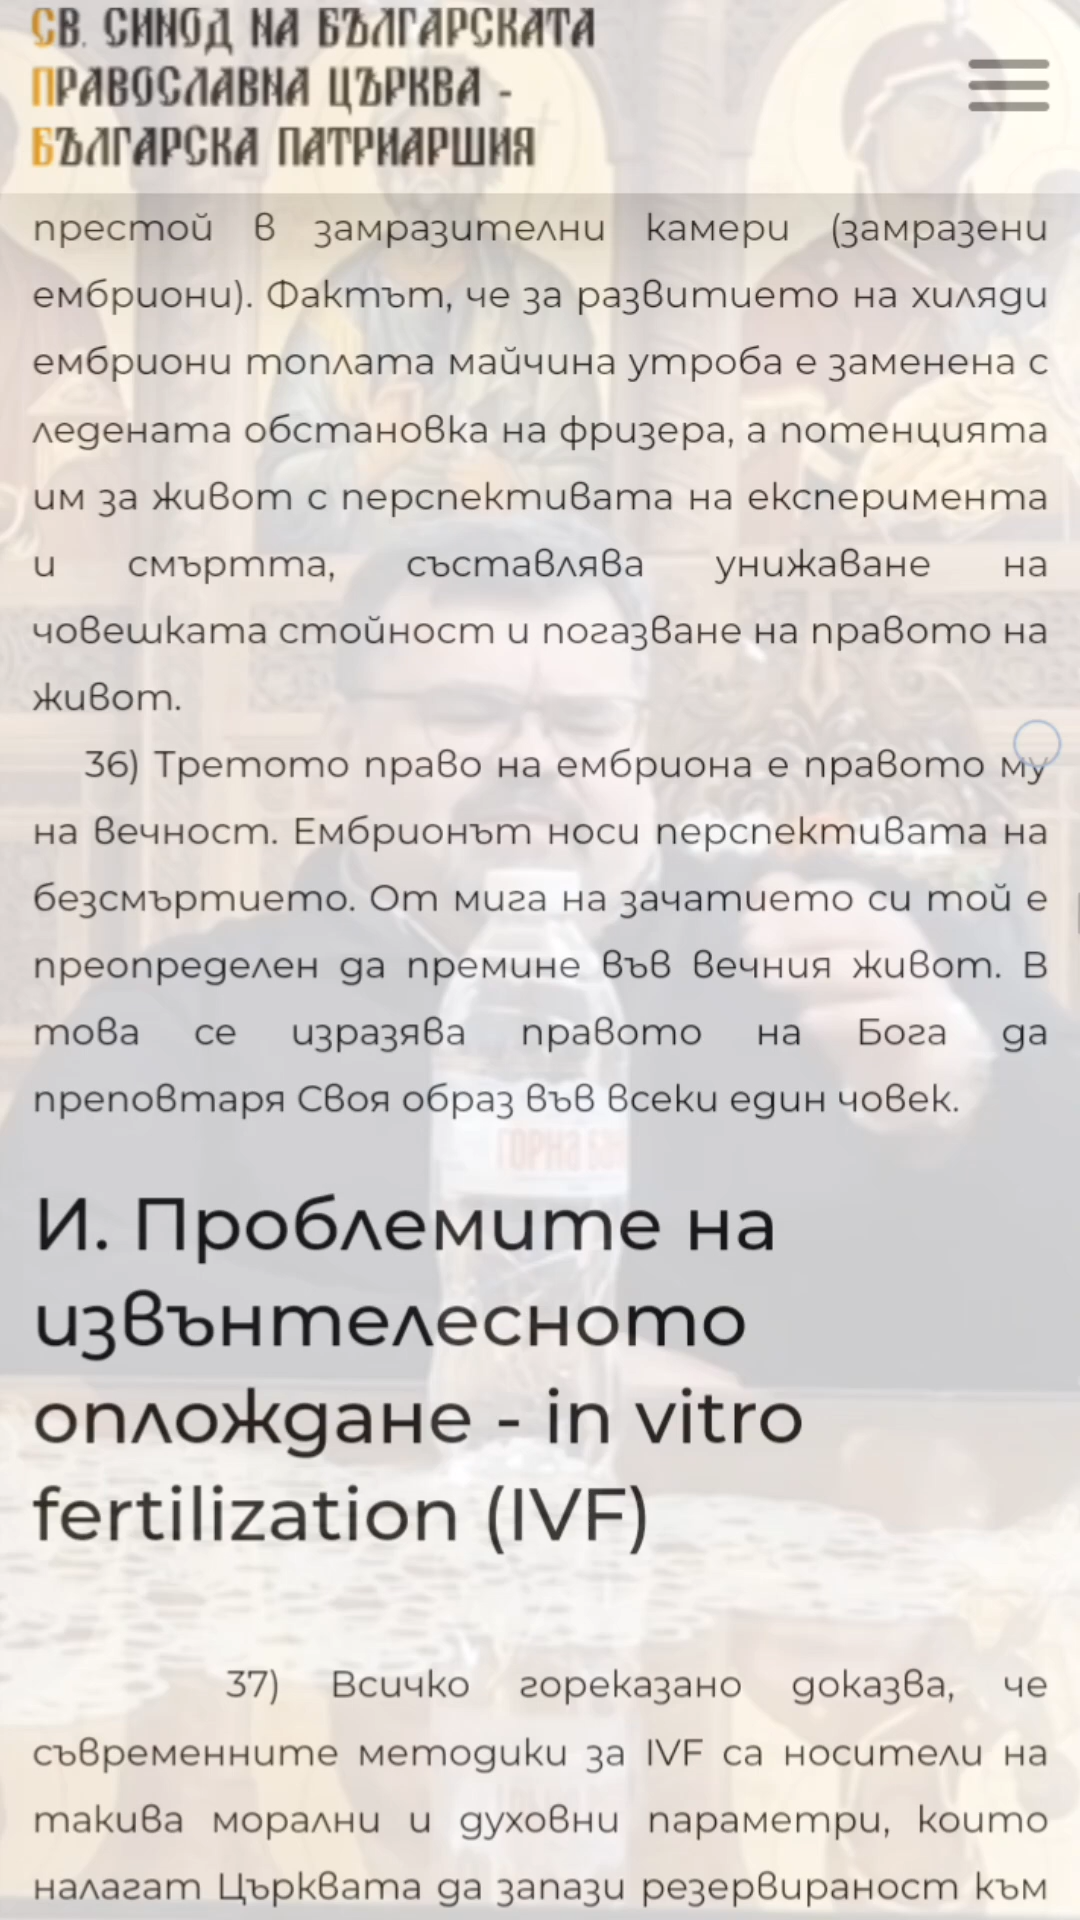 СВ. СИНОД НА БЪЛГАРСКАТА
ПРАВОСЛАВНА ЦЪРКВА -
БЪЛГАРСКА ПАТРИАРШИЯ
престой в замразителни камери (замразени
ембриони). Фактът, че за развитието на хиляди
ембриони топлата майчина утроба е заменена с
ледената обстановка на фризера, а потенцията
им за живот с перспективата на експеримента
и смъртта, съставлява унижаване на
човешката стойност и погазване на правото на
живот.
36) Третото право на ембриона е правото му
на вечност. Ембрионът носи перспективата на
безсмъртието. От мига на зачатието си той е
преопределен да премине във вечния живот. В
това се изразява правото на Бога да
преповтаря Своя образ във всеки един човек.
ГОРНА
И. Проблемите на
извънтелесното
оплождане - in vitro
fertilization (IVF)
37) Всичко гореказано доказва, че
съвременните методики за IVF са носители на
такива морални и духовни параметри, които
налагат Църквата да запази резервираност към